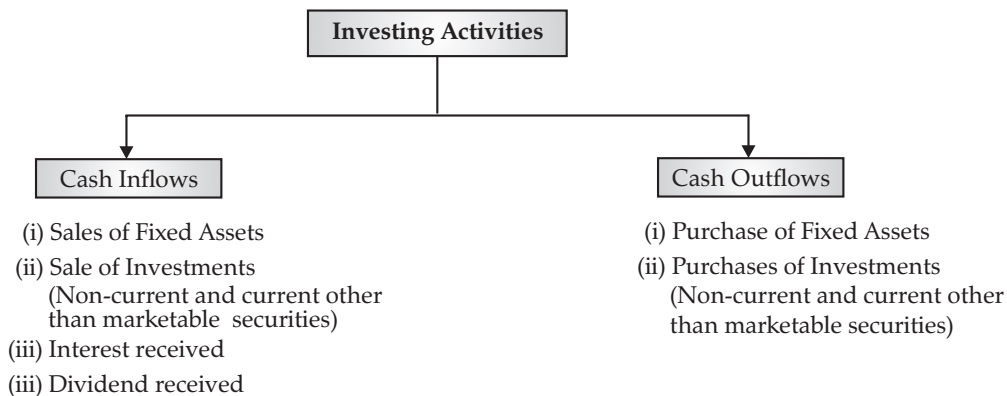 Investing Activities
Cash Inflows
(i) Sales of Fixed Assets
(ii) Sale of Investments
(Non-current and current other
than marketable securities)
(iii) Interest received
(iii) Dividend received
Cash Outflows
(i) Purchase of Fixed Assets
(ii) Purchases of Investments
(Non-current and current other
than marketable securities)